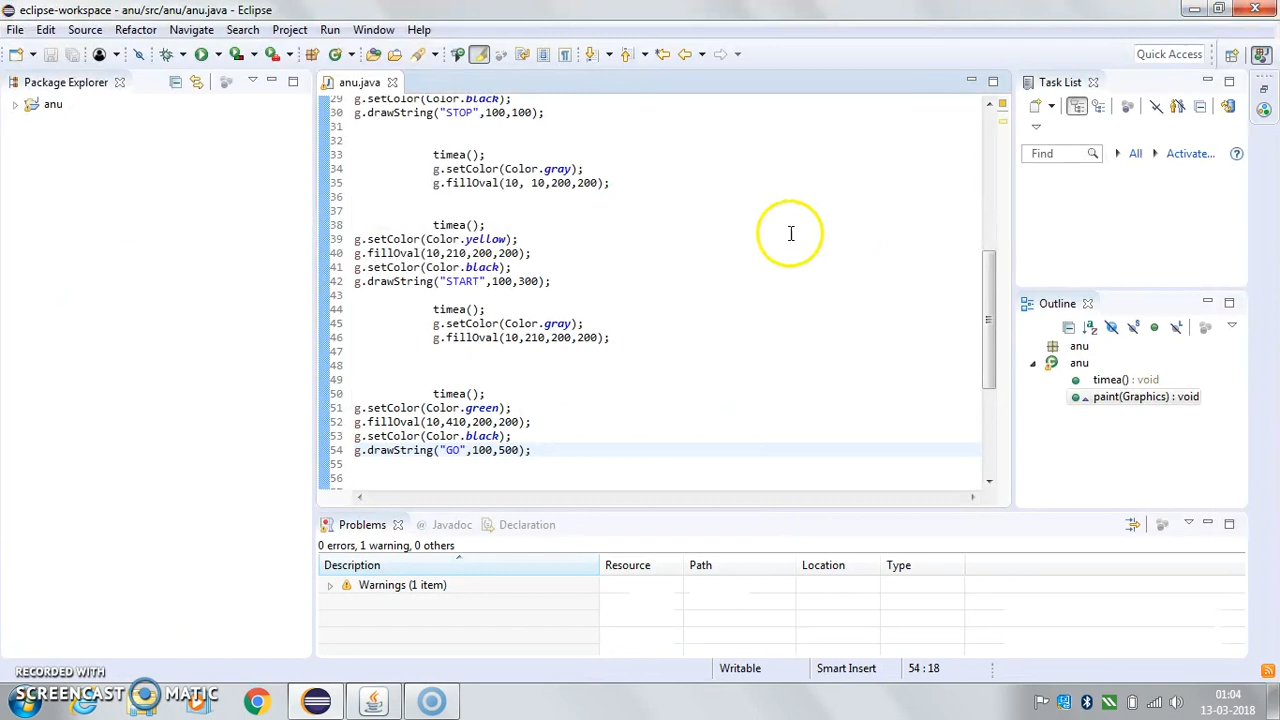 eclipse-workspace - anu/src/anu/anu.java - Eclipse
File Edit Source Refactor Navigate Search Project Run Window Help
Quick Access
Package Explorer
anu
anu.java
29 g.setColor(Color.black);
30 g.drawString("STOP",100,100);
31
32
33 timea();
34 g.setColor(Color.gray);
35 g.fillOval(10, 10,200,200);
36
37
38 timea();
39 g.setColor(Color.yellow);
40 g.fillOval(10,210,200,200);
41 g.setColor(Color.black);
42 g.drawString("START",100,300);
43
44 timea();
45 g.setColor(Color.gray);
46 g.fillOval(10,210,200,200);
47
48
49
50 timea();
51 g.setColor(Color.green);
52 g.fillOval(10,410,200,200);
53 g.setColor(Color.black);
54 g.drawString("GO",100,500);
55
56
Task List
Find All Activate...
Outline
anu
anu
timea() : void
paint(Graphics) : void
Problems Javadoc Declaration
0 errors, 1 warning, 0 others
Description Resource Path Location Type
Warnings (1 item)
Writable Smart Insert 54 : 18
RECORDED WITH
SCREENCAST MATIC
01:04
13-03-2018